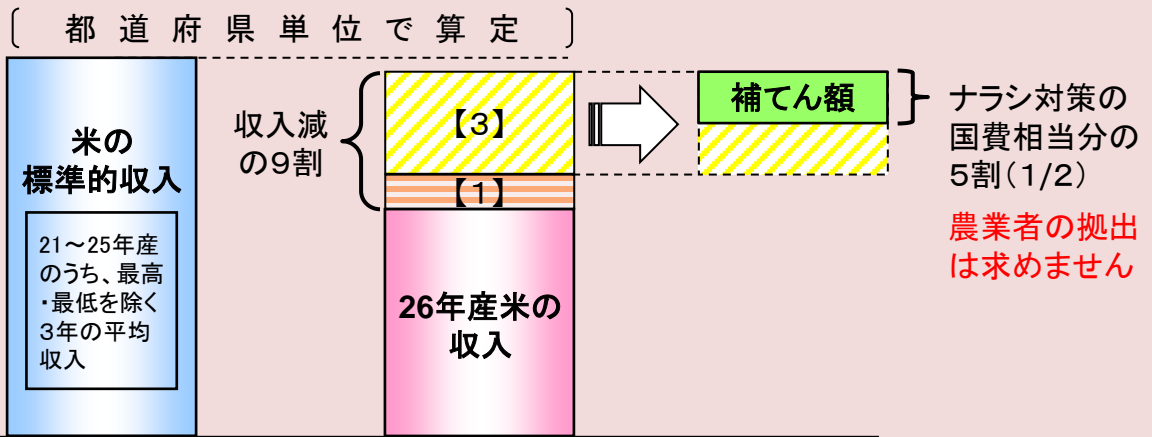 〔都道府県単位で算定〕
米の
標準的収入
21～25年産
のうち、最高
・最低を除く
3年の平均
収入
収入減
の9割
【3】
【1】
26年産米の
収入
補てん額
ナラシ対策の
国費相当分の
5割(1/2)
農業者の拠出
は求めません